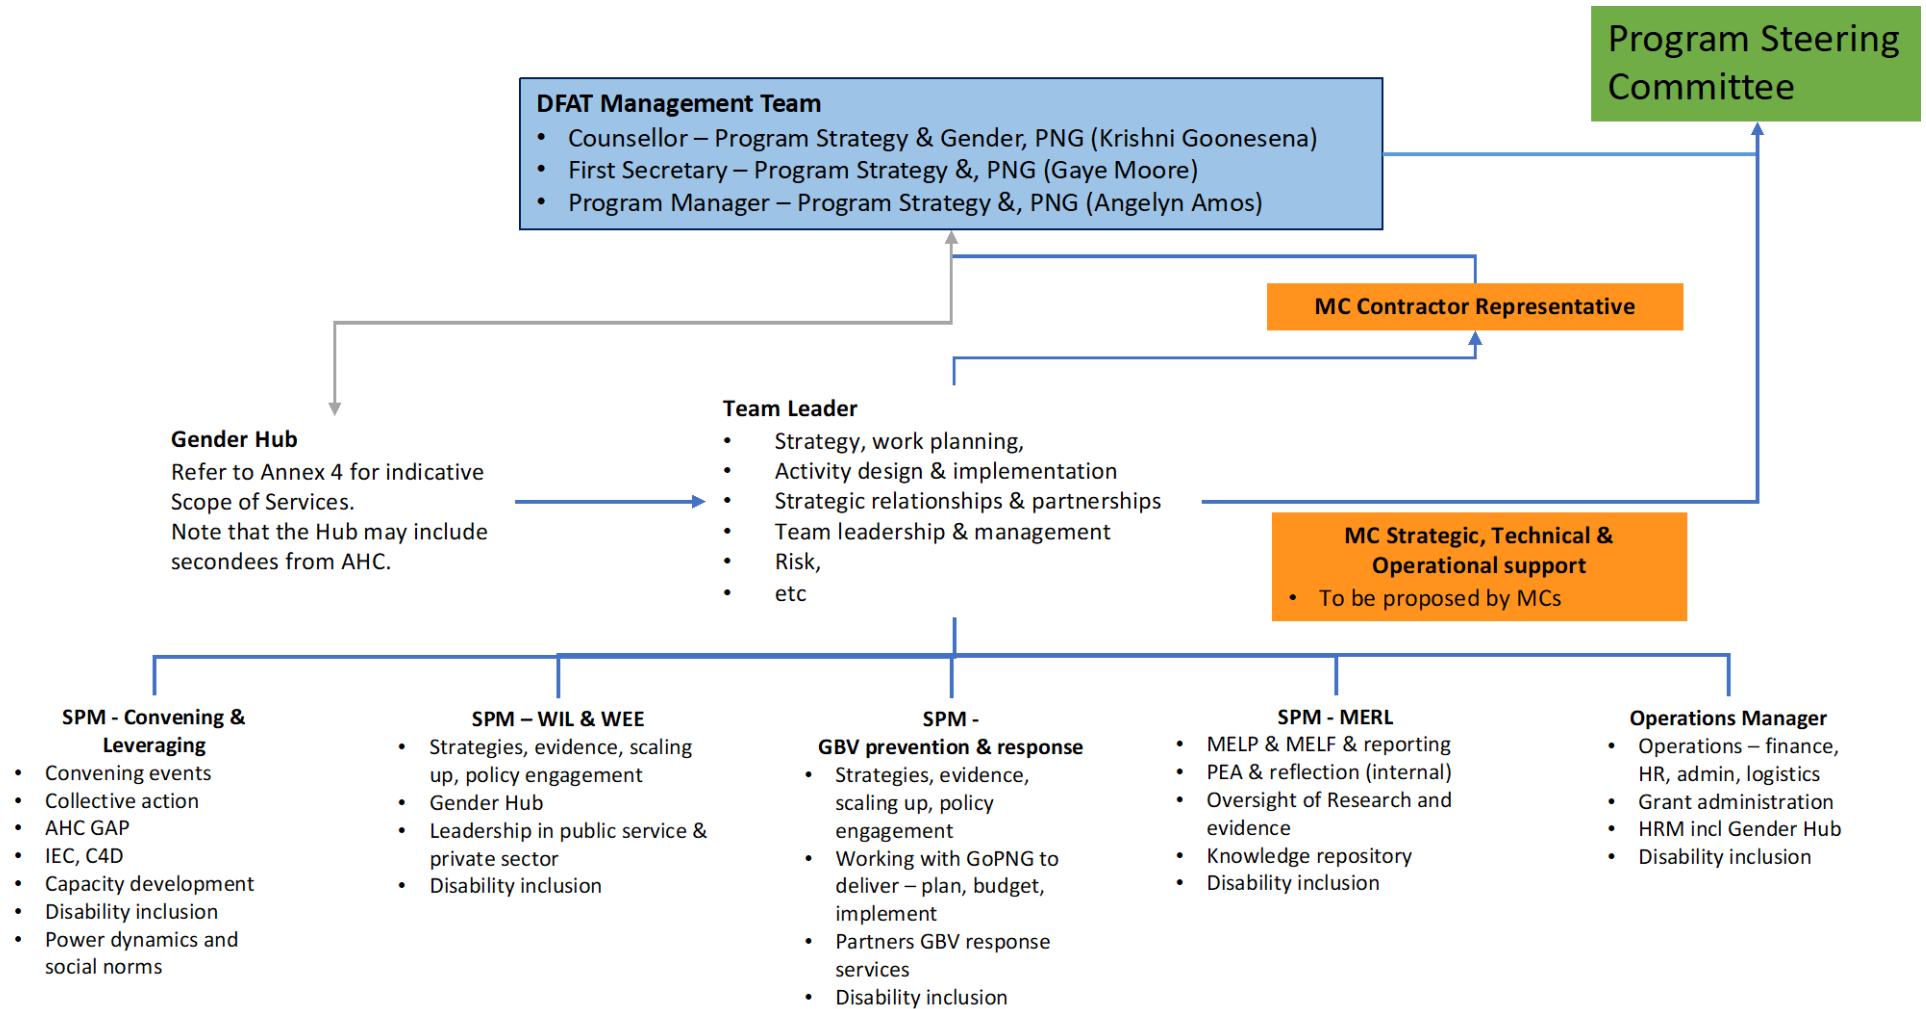 Program Steering
Committee
DFAT Management Team
• Counsellor – Program Strategy & Gender, PNG (Krishni Goonesena)
• First Secretary – Program Strategy &, PNG (Gaye Moore)
• Program Manager – Program Strategy &, PNG (Angelyn Amos)
MC Contractor Representative
Gender Hub
Refer to Annex 4 for indicative
Scope of Services.
Note that the Hub may include
secondees from AHC.
Team Leader
• Strategy, work planning,
• Activity design & implementation
• Strategic relationships & partnerships
• Team leadership & management
• Risk,
• etc
MC Strategic, Technical &
Operational support
• To be proposed by MCs
SPM - Convening &
Leveraging
• Convening events
• Collective action
• AHC GAP
• IEC, C4D
• Capacity development
• Disability inclusion
• Power dynamics and
social norms
SPM – WIL & WEE
• Strategies, evidence, scaling
up, policy engagement
• Gender Hub
• Leadership in public service &
private sector
• Disability inclusion
SPM -
GBV prevention & response
• Strategies, evidence,
scaling up, policy
engagement
• Working with GoPNG to
deliver – plan, budget,
implement
• Partners GBV response
services
• Disability inclusion
SPM - MERL
• MELP & MELF & reporting
• PEA & reflection (internal)
• Oversight of Research and
evidence
• Knowledge repository
• Disability inclusion
Operations Manager
• Operations – finance,
HR, admin, logistics
• Grant administration
• HRM incl Gender Hub
• Disability inclusion